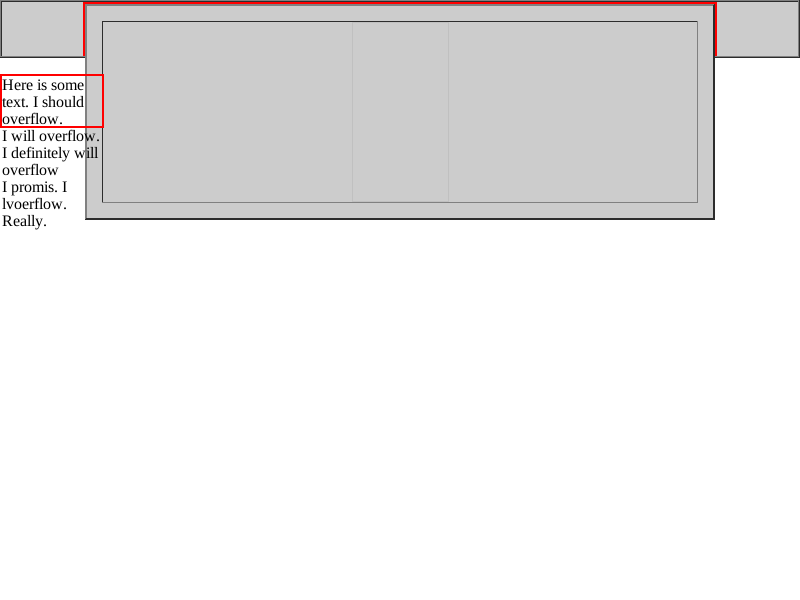 Here is some
text. I should
overflow.
I will overflow.
I definitely will
overflow
I promis. I
lvoerflow.
Really.